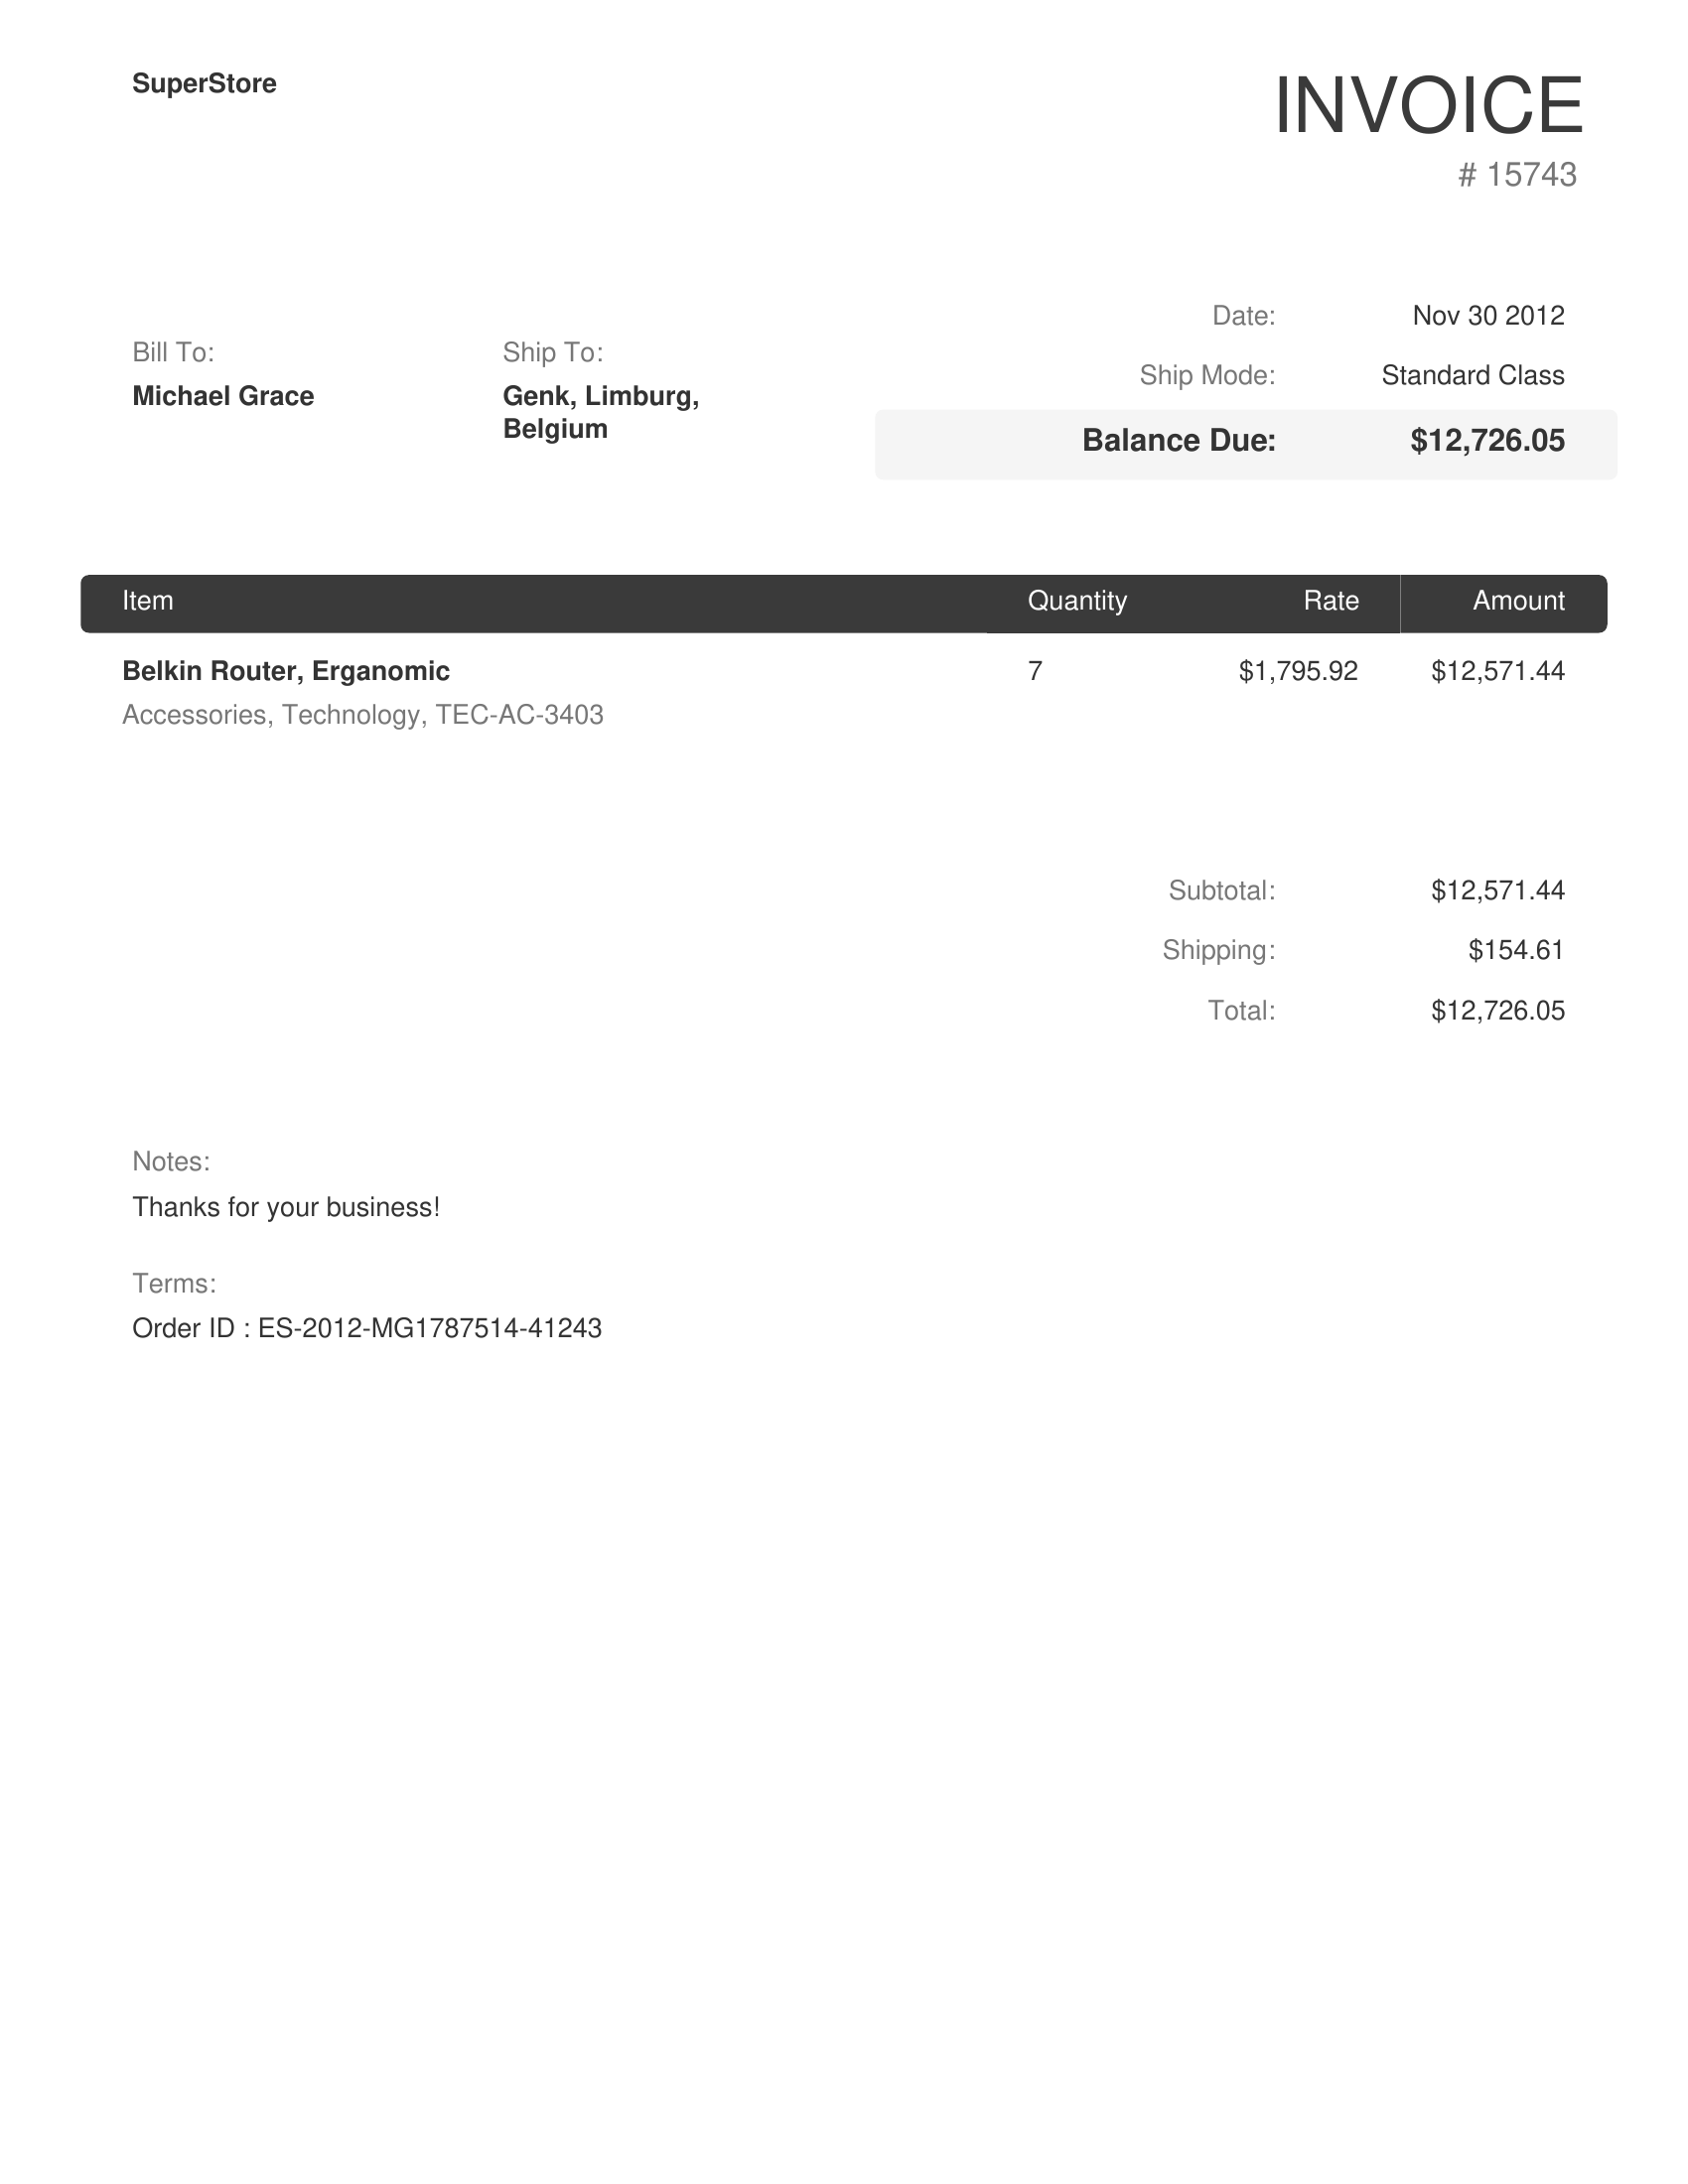 SuperStore
INVOICE
# 15743
Date: Nov 30 2012
Ship Mode: Standard Class
Balance Due: $12,726.05
Bill To:
Michael Grace
Ship To:
Genk, Limburg,
Belgium
Item Quantity Rate Amount
Belkin Router, Erganomic 7 $1,795.92 $12,571.44
Accessories, Technology, TEC-AC-3403
Subtotal: $12,571.44
Shipping: $154.61
Total: $12,726.05
Notes:
Thanks for your business!
Terms:
Order ID : ES-2012-MG1787514-41243